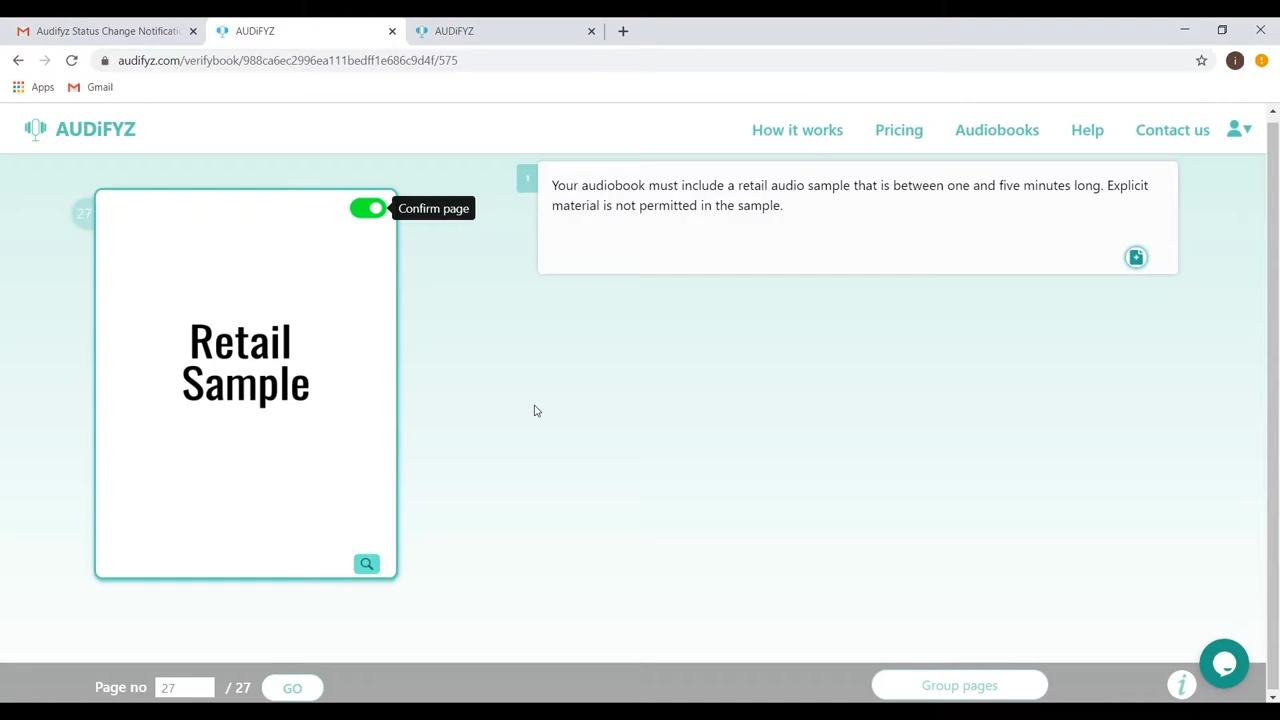 Audifyz Status Change Notificati
AUDiFYZ
AUDiFYZ
audifyz.com/verifybook/988ca6ec2996ea111bedff1e686c9d4f/575
i
Apps
Gmail
AUDiFYZ
How it works
Pricing
Audiobooks
Help
Contact us
27
Confirm page
Retail
Sample
1
Your audiobook must include a retail audio sample that is between one and five minutes long. Explicit
material is not permitted in the sample.
Page no
27
/ 27
GO
Group pages
i